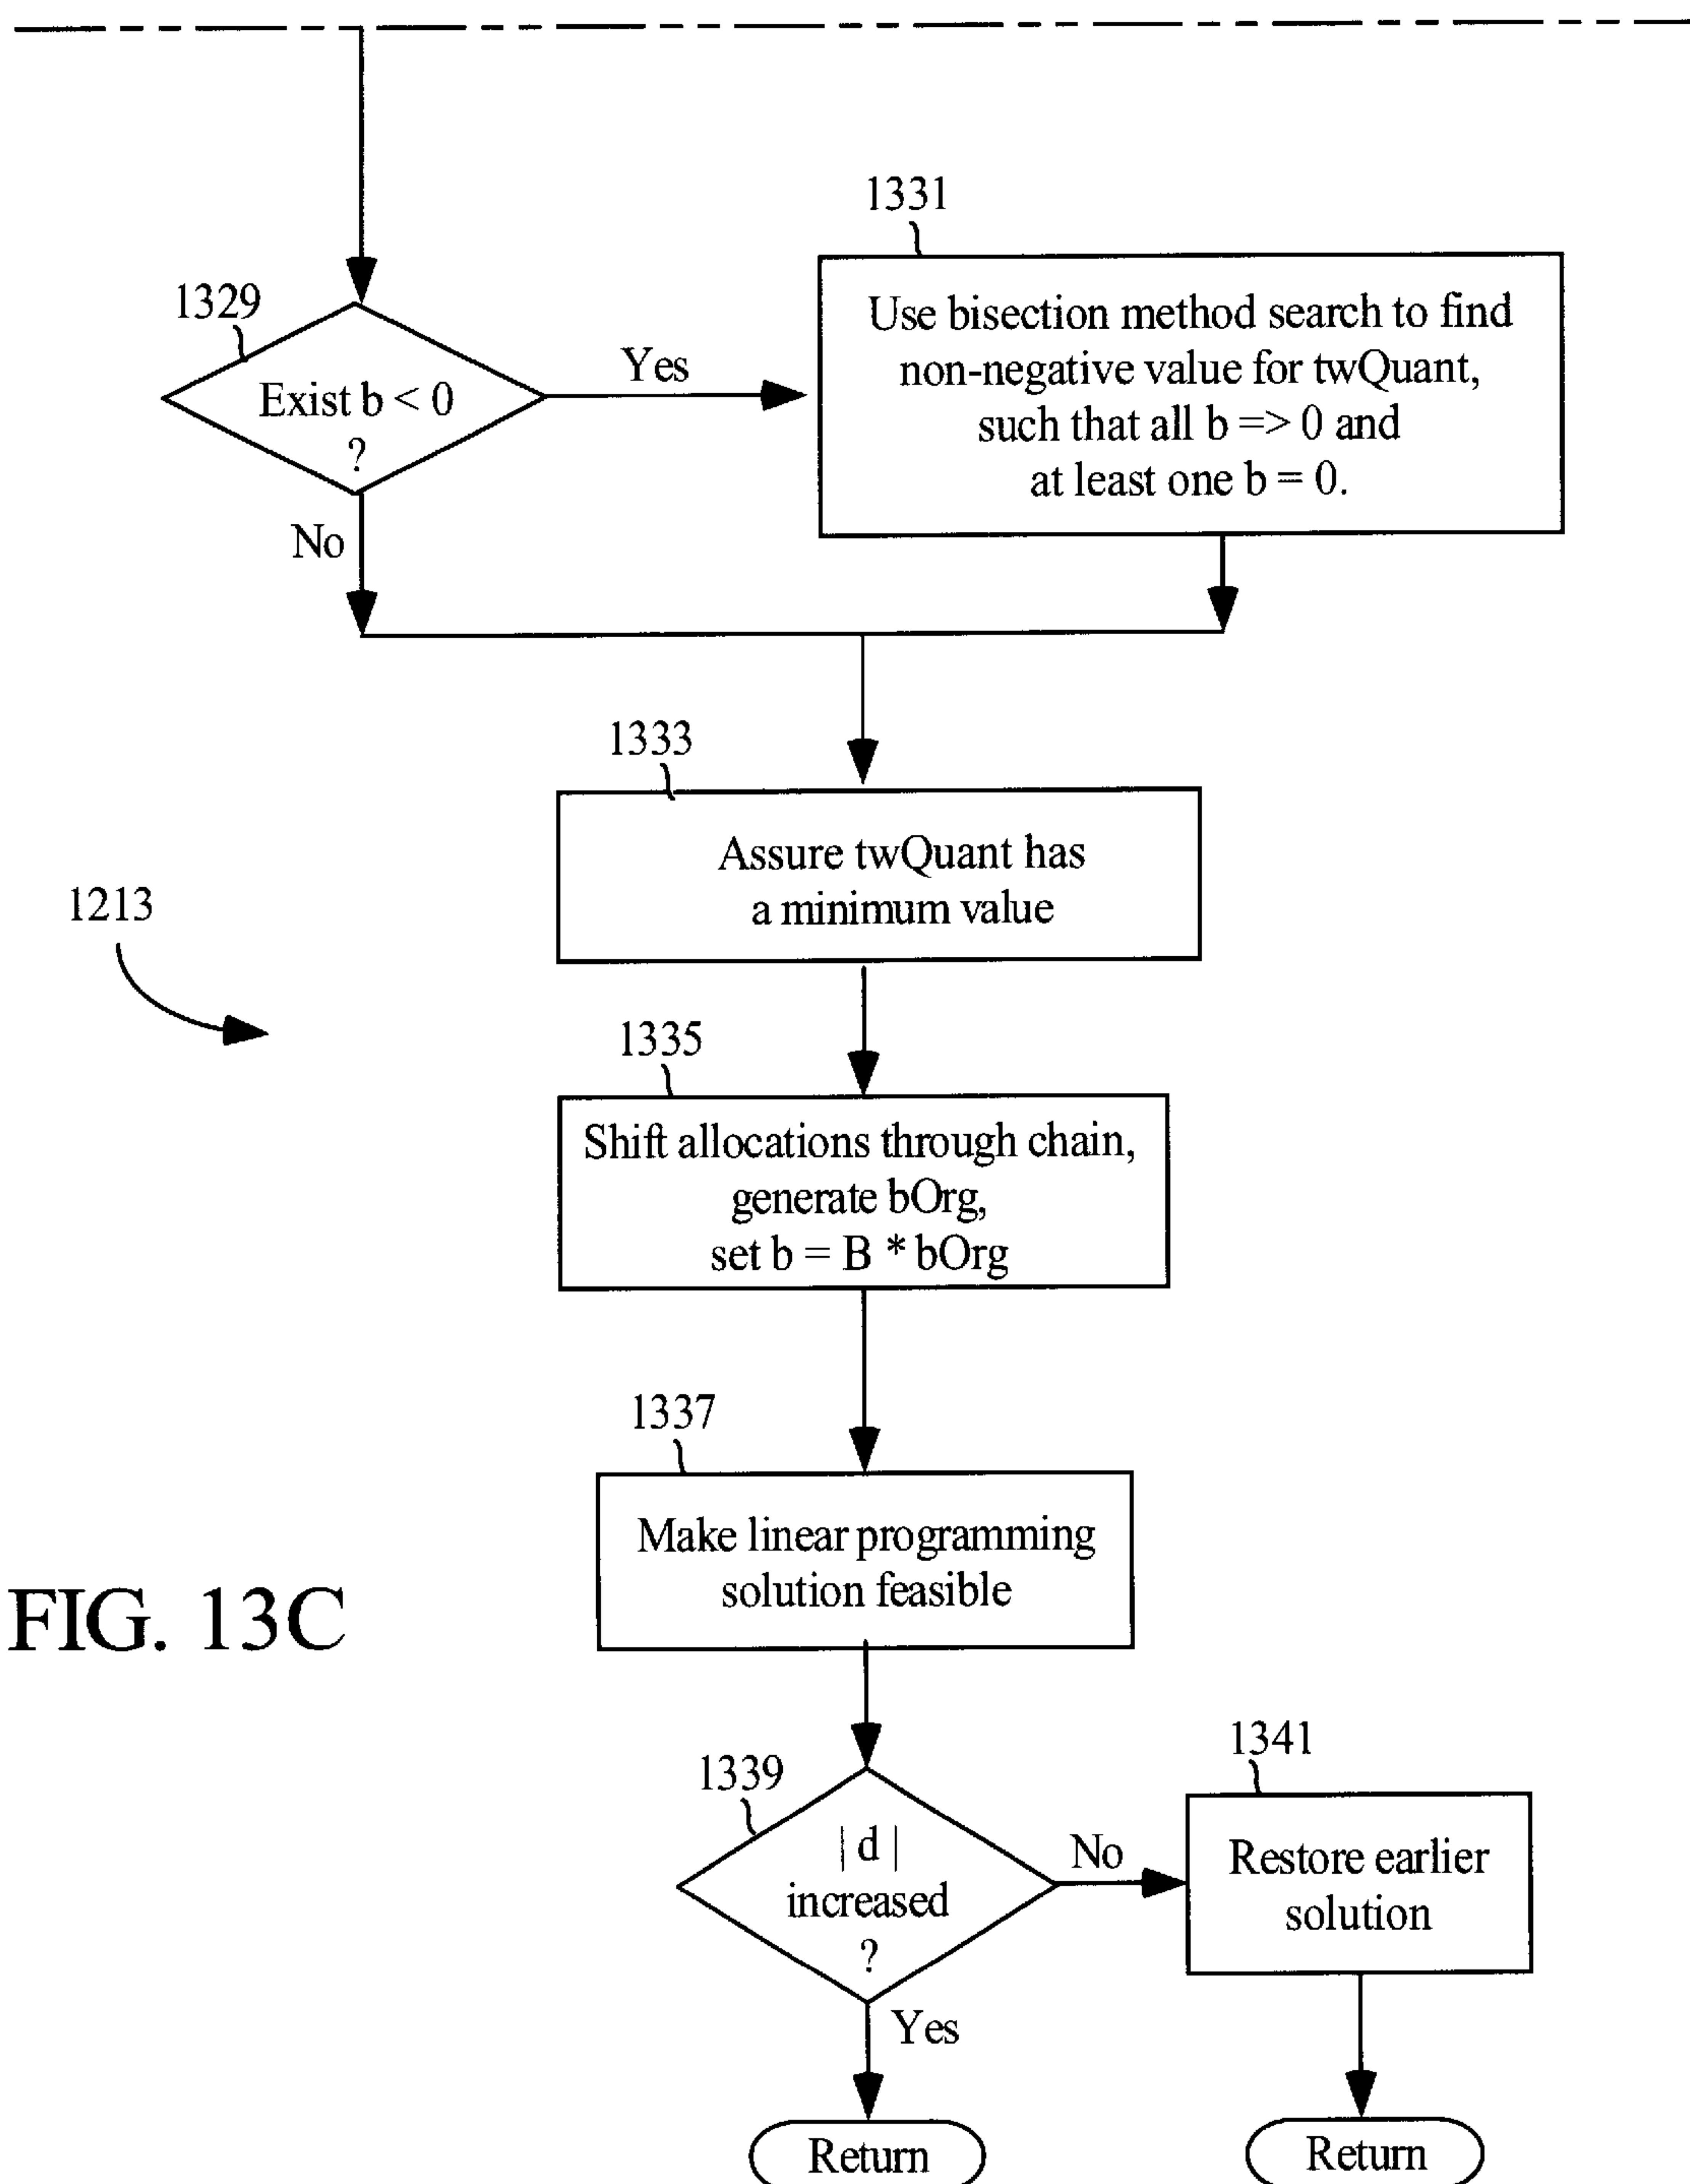 1331
1329
Use bisection method search to find
non-negative value for twQuant,
such that all b => 0 and
at least one b = 0.
Exist b < 0
?
Yes
No
1333
Assure twQuant has
a minimum value
1213
1335
Shift allocations through chain,
generate bOrg,
set b = B * bOrg
1337
Make linear programming
solution feasible
FIG. 13C
1339
| d |
increased
?
No
1341
Restore earlier
solution
Yes
Return
Return